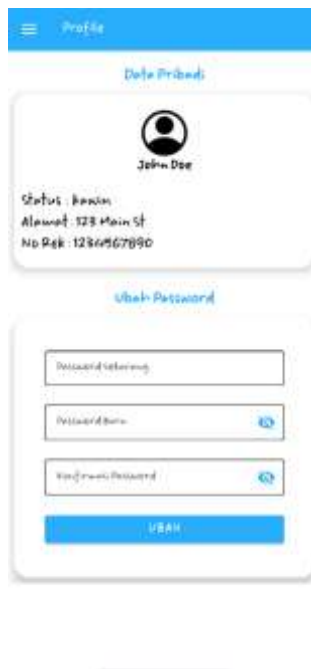 Profile
Data Pribadi
John Doe
Status : kawin
Alamat : 123 Main St
No Rek : 1234567890
Ubah Password
Password Sekarang
Password Baru
Konfirmasi Password
UBAH